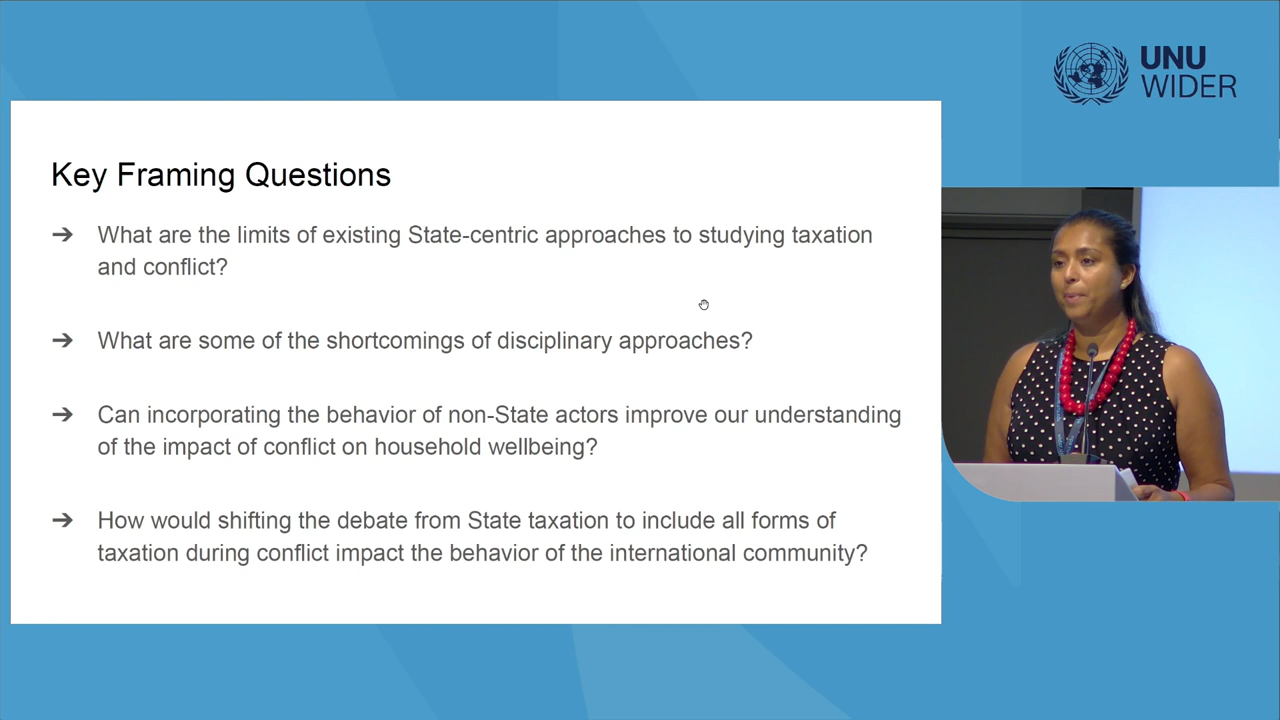 UNU
WIDER
Key Framing Questions
➔ What are the limits of existing State-centric approaches to studying taxation
and conflict?
➔ What are some of the shortcomings of disciplinary approaches?
➔ Can incorporating the behavior of non-State actors improve our understanding
of the impact of conflict on household wellbeing?
➔ How would shifting the debate from State taxation to include all forms of
taxation during conflict impact the behavior of the international community?